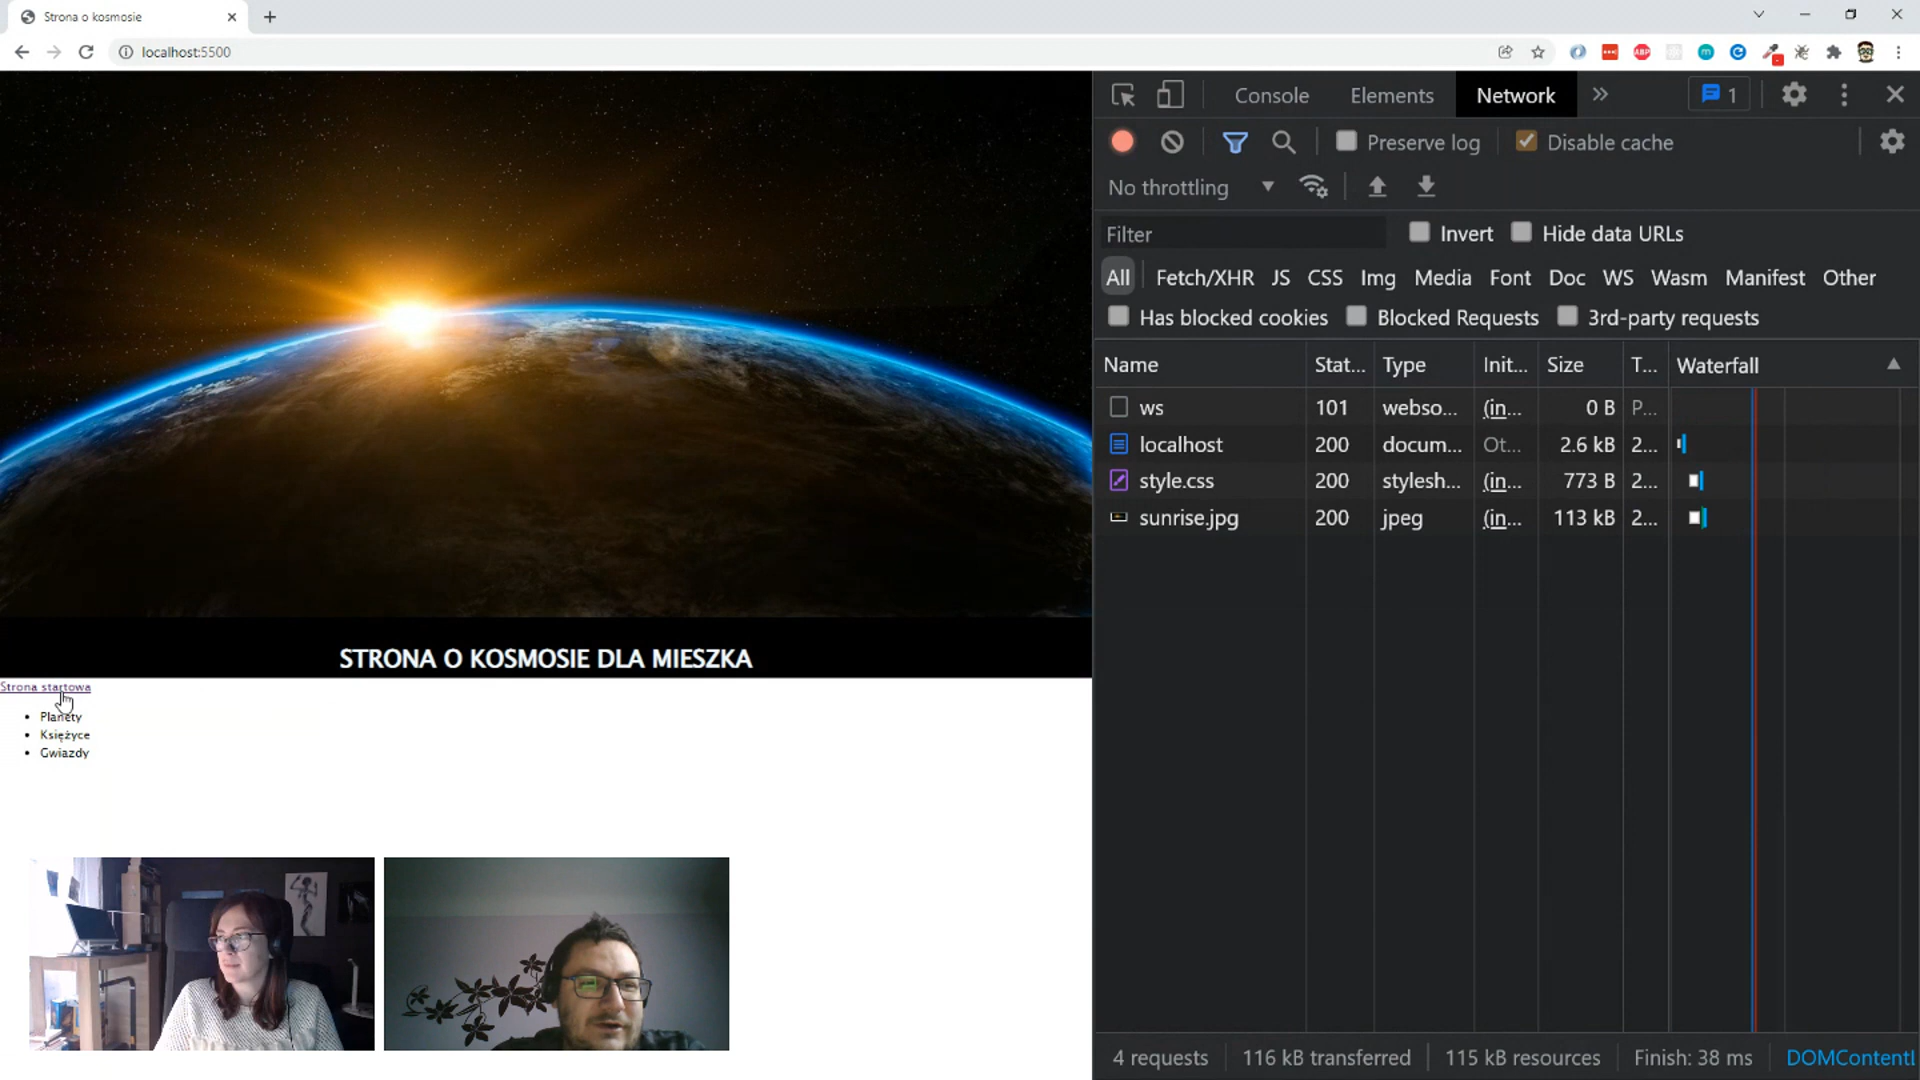 Strona o kosmosie
localhost:5500
Console Elements Network 1
Preserve log Disable cache
No throttling
Filter Invert Hide data URLs
All Fetch/XHR JS CSS Img Media Font Doc WS Wasm Manifest Other
Has blocked cookies Blocked Requests 3rd-party requests
Name Stat... Type Init... Size T... Waterfall
ws 101 webso... (in... 0 B P...
localhost 200 docum... Ot... 2.6 kB 2...
style.css 200 stylesh... (in... 773 B 2...
sunrise.jpg 200 jpeg (in... 113 kB 2...
STRONA O KOSMOSIE DLA MIESZKA
Strona startowa
• Planety
• Księżyce
• Gwiazdy
4 requests 116 kB transferred 115 kB resources Finish: 38 ms DOMContentl